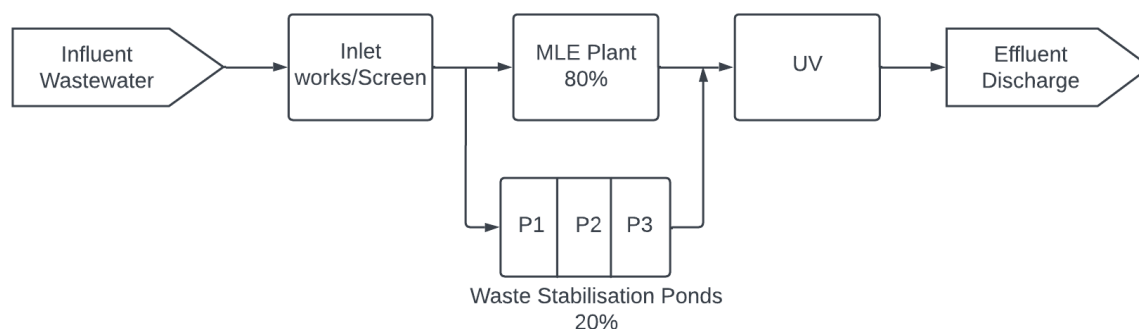 Influent
Wastewater
Inlet
works/Screen
MLE Plant
80%
UV
Effluent
Discharge
P1
P2
P3
Waste Stabilisation Ponds
20%